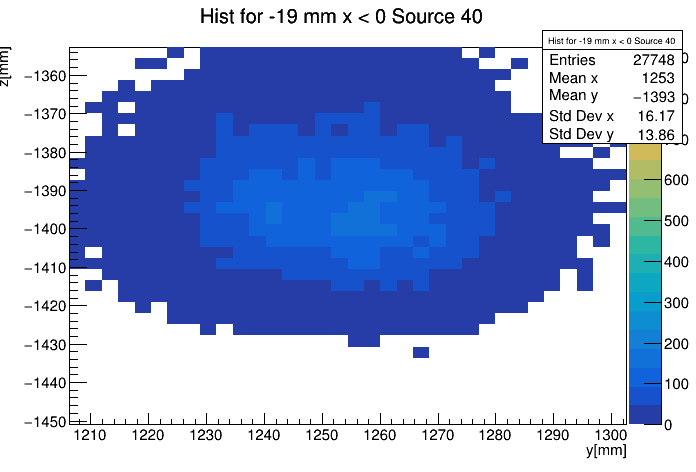 Hist for -19 mm x < 0 Source 40
z[mm]
Hist for -19 mm x < 0 Source 40
Entries 27748
Mean x 1253
Mean y −1393
Std Dev x 16.17
Std Dev y 13.86
−1360
−1370
−1380
−1390
−1400
−1410
−1420
−1430
−1440
−1450
600
500
400
300
200
100
0
1210 1220 1230 1240 1250 1260 1270 1280 1290 1300
y[mm]